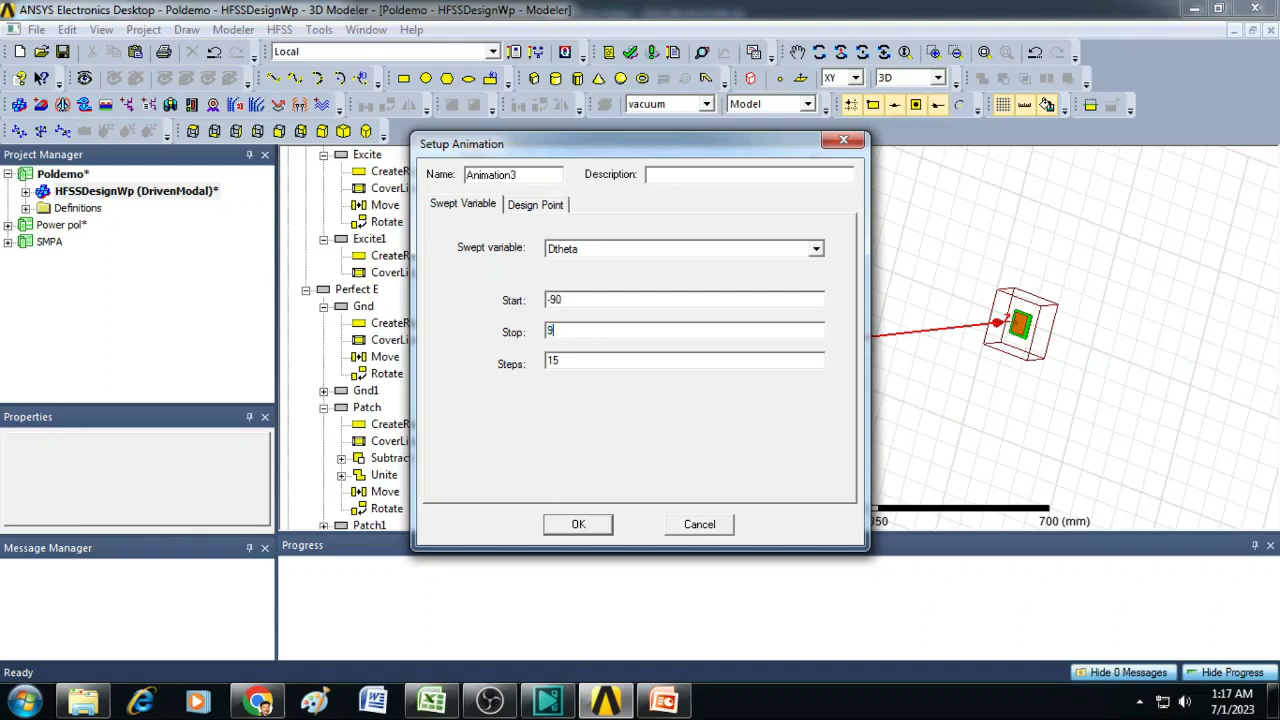 ANSYS Electronics Desktop - Poldemo - HFSSDesignWp - 3D Modeler - [Poldemo - HFSSDesignWp - Modeler]
File Edit View Project Draw Modeler HFSS Tools Window Help
Local
XY 3D
vacuum Model
Project Manager
Poldemo*
HFSSDesignWp (DrivenModal)*
Definitions
Power pol*
SMPA
Properties
Message Manager
Excite
CreateR
CoverLi
Move
Rotate
Excite1
CreateR
CoverLi
Perfect E
Gnd
CreateR
CoverLi
Move
Rotate
Gnd1
Patch
CreateR
CoverLi
Subtrac
Unite
Move
Rotate
Patch1
Setup Animation
Name: Animation3 Description:
Swept Variable Design Point
Swept variable: Dtheta
Start: -90
Stop: 9
Steps: 15
OK Cancel
350 700 (mm)
Progress
Ready
Hide 0 Messages Hide Progress
1:17 AM
7/1/2023